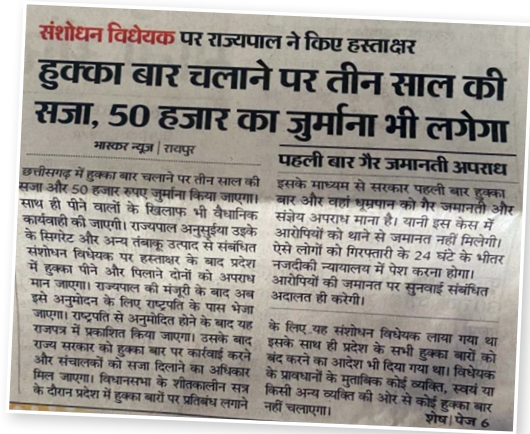 संशोधन विधेयक पर राज्यपाल ने किए हस्ताक्षर
हुक्का बार चलाने पर तीन साल की
सजा, 50 हजार का जुर्माना भी लगेगा
भास्कर न्यूज | रायपुर
छत्तीसगढ़ में हुक्का बार चलाने पर तीन साल की
सजा और 50 हजार रुपए जुर्माना किया जाएगा।
साथ ही पीने वालों के खिलाफ भी वैधानिक
कार्यवाही की जाएगी। राज्यपाल अनुसुईया उइके
के सिगरेट और अन्य तंबाकू उत्पाद से संबंधित
संशोधन विधेयक पर हस्ताक्षर के बाद प्रदेश
में हुक्का पीने और पिलाने दोनों को अपराध
माना जाएगा। राज्यपाल की मंजूरी के बाद अब
इसे अनुमोदन के लिए राष्ट्रपति के पास भेजा
जाएगा। राष्ट्रपति से अनुमोदित होने के बाद यह
राजपत्र में प्रकाशित किया जाएगा। उसके बाद
राज्य सरकार को हुक्का बार पर कार्रवाई करने
और संचालकों को सजा दिलाने का अधिकार
मिल जाएगा। विधानसभा के शीतकालीन सत्र
के दौरान प्रदेश में हुक्का बारों पर प्रतिबंध लगाने
पहली बार गैर जमानती अपराध
इसके माध्यम से सरकार पहली बार हुक्का
बार और वहां धूम्रपान को गैर जमानती और
संज्ञेय अपराध माना है। यानी इस केस में
आरोपियों को थाने से जमानत नहीं मिलेगी।
ऐसे लोगों को गिरफ्तारी के 24 घंटे के भीतर
नजदीकी न्यायालय में पेश करना होगा।
आरोपियों की जमानत पर सुनवाई संबंधित
अदालत ही करेगी।
के लिए यह संशोधन विधेयक लाया गया था
इसके साथ ही प्रदेश के सभी हुक्का बारों को
बंद करने का आदेश भी दिया गया था। विधेयक
के प्रावधानों के मुताबिक कोई व्यक्ति, स्वयं या
किसी अन्य व्यक्ति की ओर से कोई हुक्का बार
नहीं चलाएगा।
शेष | पेज 6